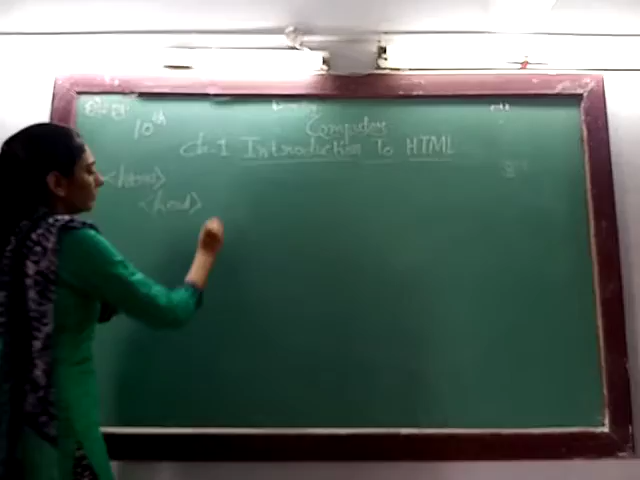 10th
Computer
Ch-1 Introduction To HTML
<html>
<head>